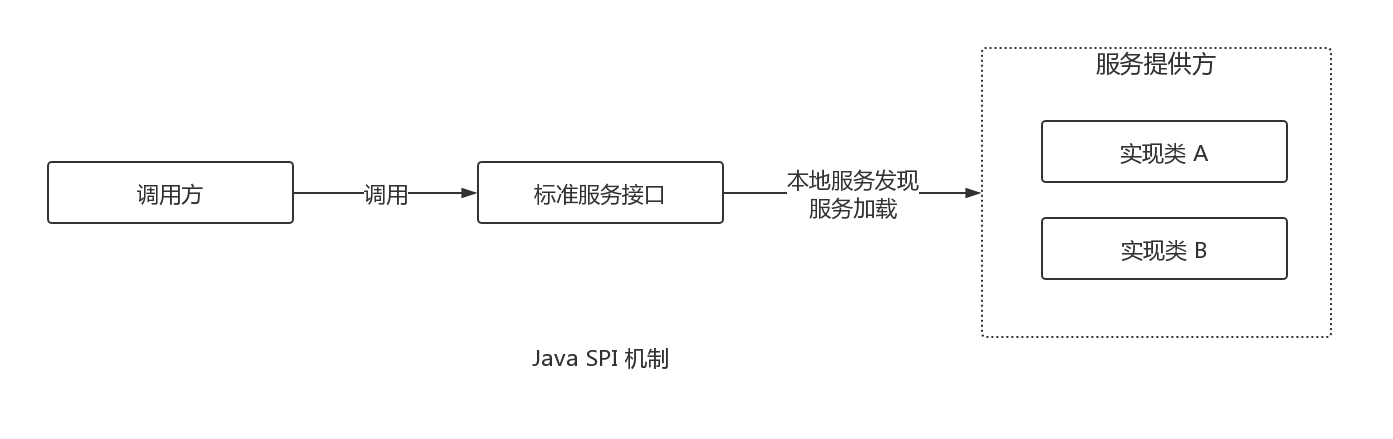 调用方
调用
标准服务接口
本地服务发现
服务加载
服务提供方
实现类 A
实现类 B
Java SPI 机制